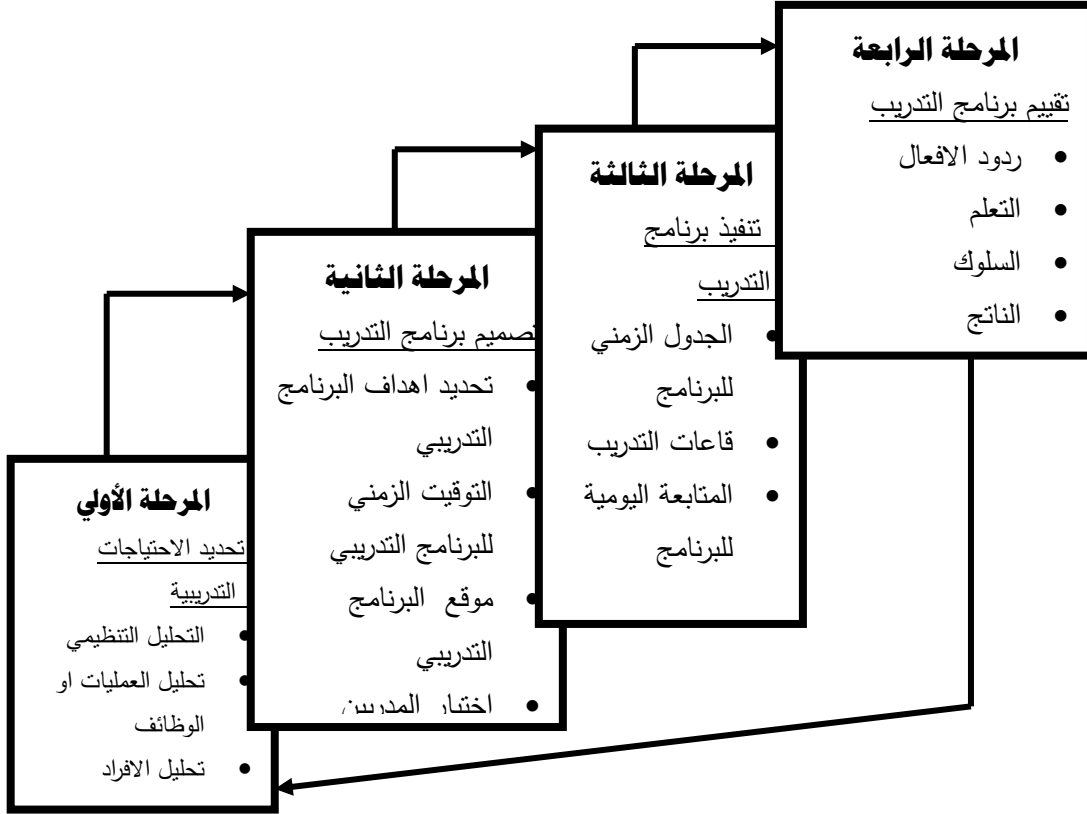 المرحلة الأولي
تحديد الاحتياجات
التدريبية
• التحليل التنظيمي
• تحليل العمليات او
الوظائف
• تحليل الافراد
المرحلة الثانية
تصميم برنامج التدريب
• تحديد اهداف البرنامج
التدريبي
• التوقيت الزمني
للبرنامج التدريبي
• موقع البرنامج
التدريبي
• اختيار المدربين
المرحلة الثالثة
تنفيذ برنامج
التدريب
• الجدول الزمني
للبرنامج
• قاعات التدريب
• المتابعة اليومية
للبرنامج
المرحلة الرابعة
تقييم برنامج التدريب
• ردود الافعال
• التعلم
• السلوك
• الناتج